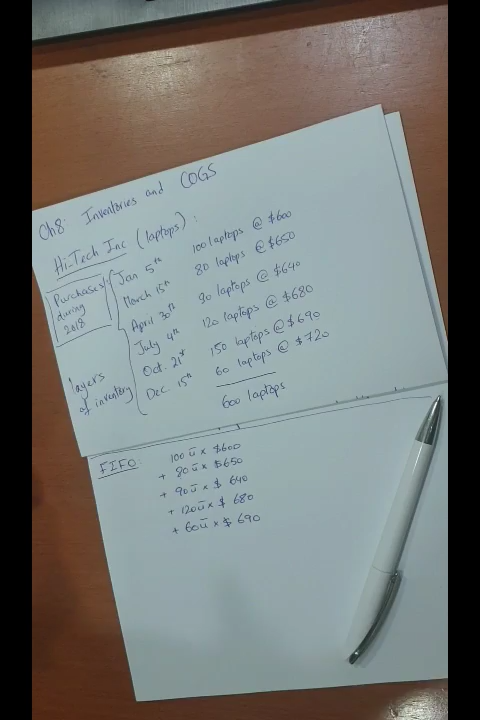 Ch8: Inventories and COGS
Hi-Tech Inc (laptops):
Purchases during 2018
layers of inventory
Jan 5th 100 laptops @ $600
March 15th 80 laptops @ $650
April 30th 90 laptops @ $640
July 4th 120 laptops @ $680
Oct. 21st 150 laptops @ $690
Dec. 15th 60 laptops @ $720
600 laptops
FIFO: 100 u x $600
+ 80 u x $650
+ 90 u x $ 640
+ 120 u x $ 680
+ 60 u x $ 690